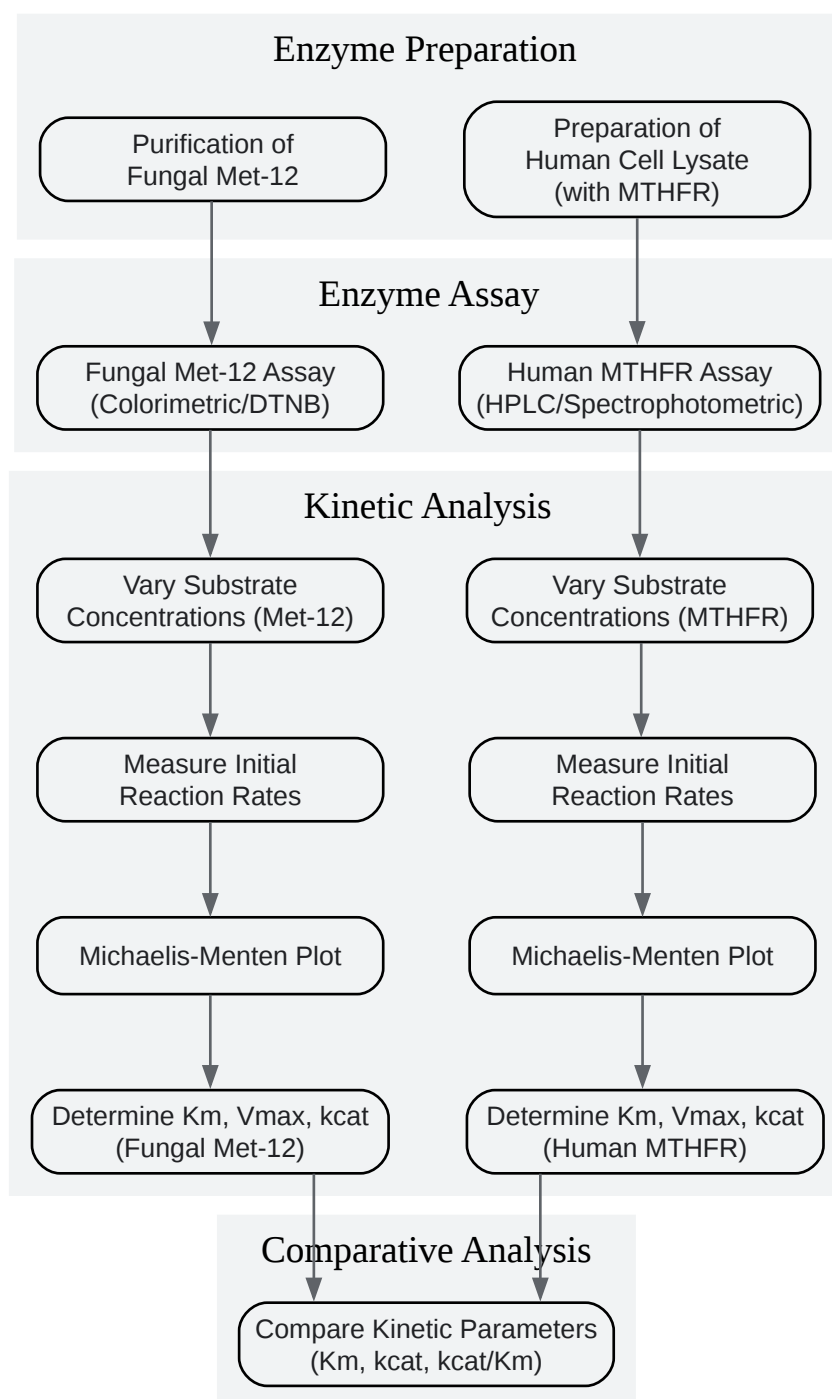 Enzyme Preparation
Purification of
Fungal Met-12
Preparation of
Human Cell Lysate
(with MTHFR)
Enzyme Assay
Fungal Met-12 Assay
(Colorimetric/DTNB)
Human MTHFR Assay
(HPLC/Spectrophotometric)
Kinetic Analysis
Vary Substrate
Concentrations (Met-12)
Vary Substrate
Concentrations (MTHFR)
Measure Initial
Reaction Rates
Measure Initial
Reaction Rates
Michaelis-Menten Plot
Michaelis-Menten Plot
Determine Km, Vmax, kcat
(Fungal Met-12)
Determine Km, Vmax, kcat
(Human MTHFR)
Comparative Analysis
Compare Kinetic Parameters
(Km, kcat, kcat/Km)